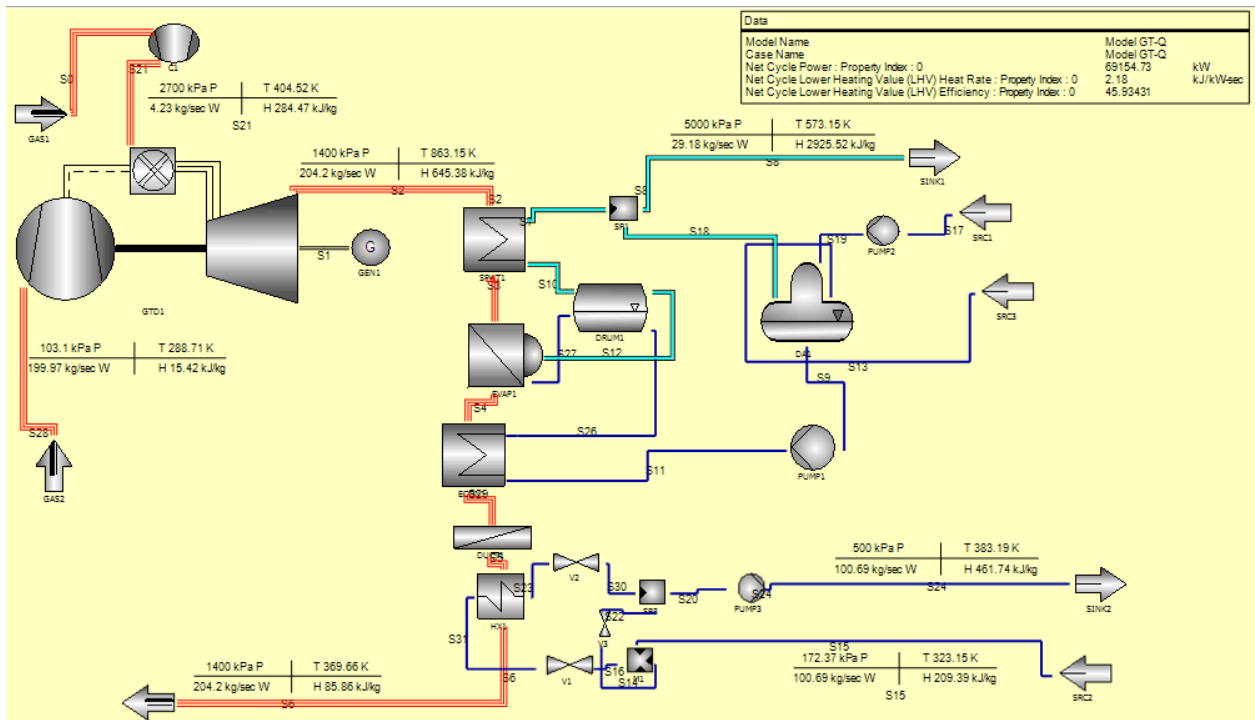 Data
Model Name Model GT-Q
Case Name Model GT-Q
Net Cycle Power : Property Index : 0 69154.73 kW
Net Cycle Lower Heating Value (LHV) Heat Rate : Property Index : 0 2.18 kJ/kW-sec
Net Cycle Lower Heating Value (LHV) Efficiency : Property Index : 0 45.93431
S0
S21
C1
GAS1
2700 kPa P T 404.52 K
4.23 kg/sec W H 284.47 kJ/kg
S21
1400 kPa P T 863.15 K
204.2 kg/sec W H 645.38 kJ/kg
S2
S2
5000 kPa P T 573.15 K
29.18 kg/sec W H 2925.52 kJ/kg
S8
SINK1
S8
SP1
S18
S19
PUMP2
S17
SRC1
S1
G
GEN1
S10
SRC3
GTD1
DRUM1
DA1
S13
103.1 kPa P T 288.71 K
199.97 kg/sec W H 15.42 kJ/kg
S27
S12
S9
EVAP1
S4
S28
GAS2
S26
S11
PUMP1
S23
V2
S30
S20
PUMP3
S24
500 kPa P T 383.19 K
100.69 kg/sec W H 461.74 kJ/kg
S24
SINK2
HX1
S22
V3
S31
V1
S16
S14
M1
S15
172.37 kPa P T 323.15 K
100.69 kg/sec W H 209.39 kJ/kg
S15
SRC2
1400 kPa P T 369.66 K
204.2 kg/sec W H 85.86 kJ/kg
S6
S6